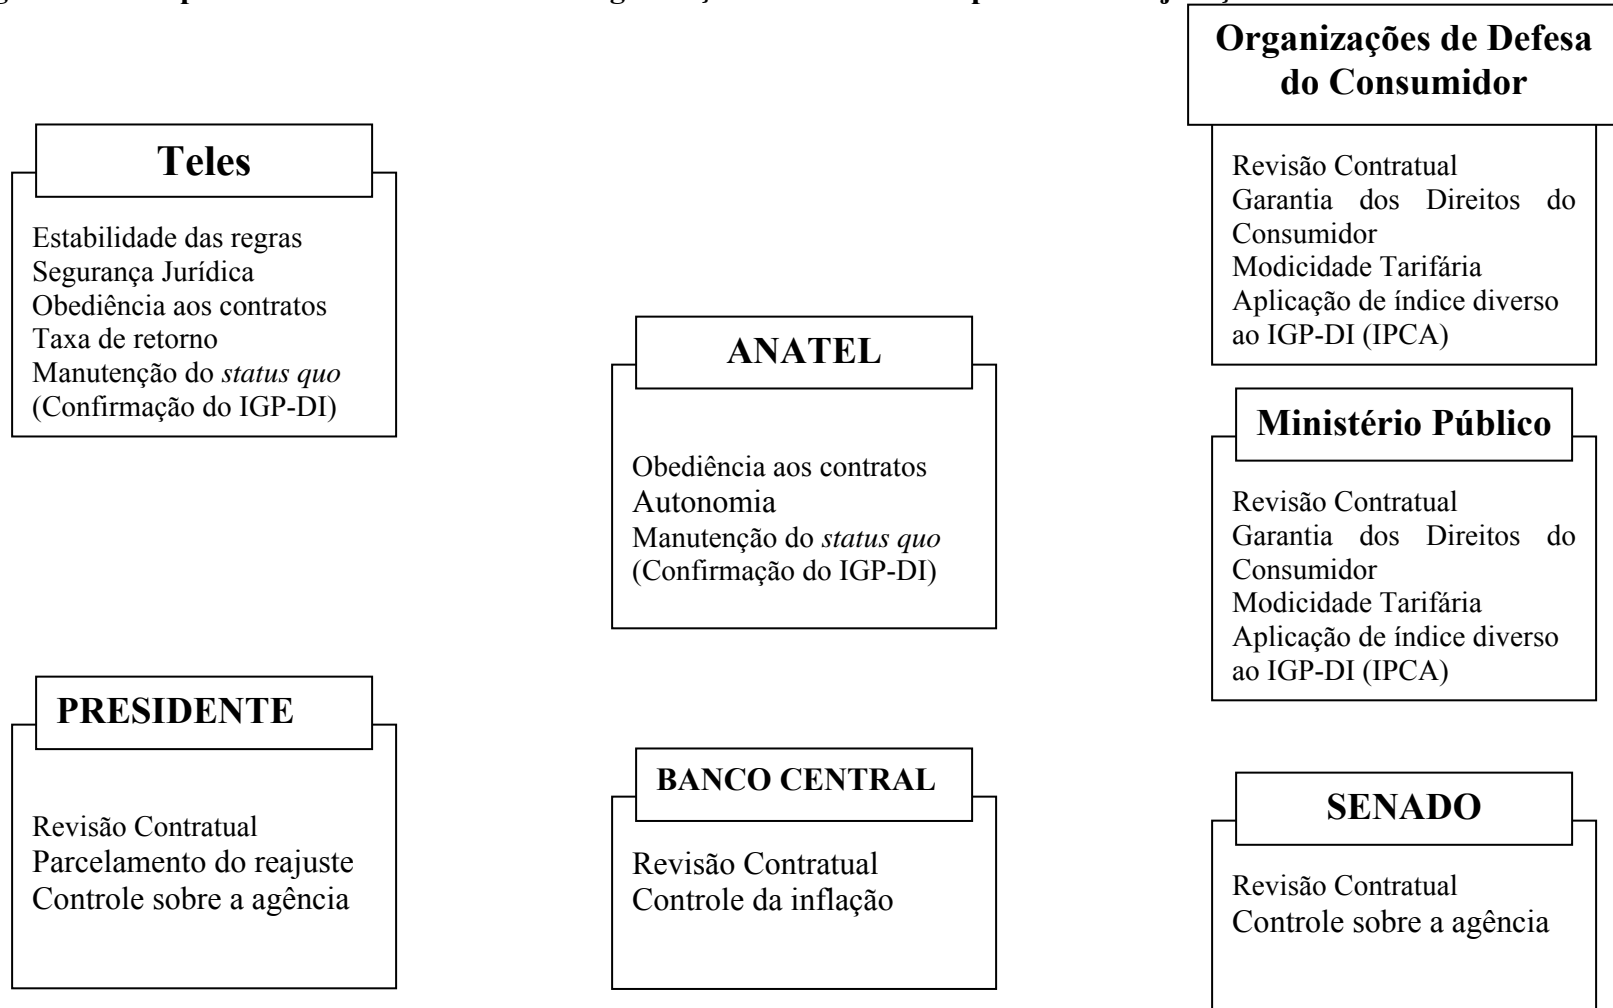 Organizações de Defesa
do Consumidor
Revisão Contratual
Garantia dos Direitos do
Consumidor
Modicidade Tarifária
Aplicação de índice diverso
ao IGP-DI (IPCA)
Teles
Estabilidade das regras
Segurança Jurídica
Obediência aos contratos
Taxa de retorno
Manutenção do status quo
(Confirmação do IGP-DI)
ANATEL
Obediência aos contratos
Autonomia
Manutenção do status quo
(Confirmação do IGP-DI)
Ministério Público
Revisão Contratual
Garantia dos Direitos do
Consumidor
Modicidade Tarifária
Aplicação de índice diverso
ao IGP-DI (IPCA)
PRESIDENTE
Revisão Contratual
Parcelamento do reajuste
Controle sobre a agência
BANCO CENTRAL
Revisão Contratual
Controle da inflação
SENADO
Revisão Contratual
Controle sobre a agência